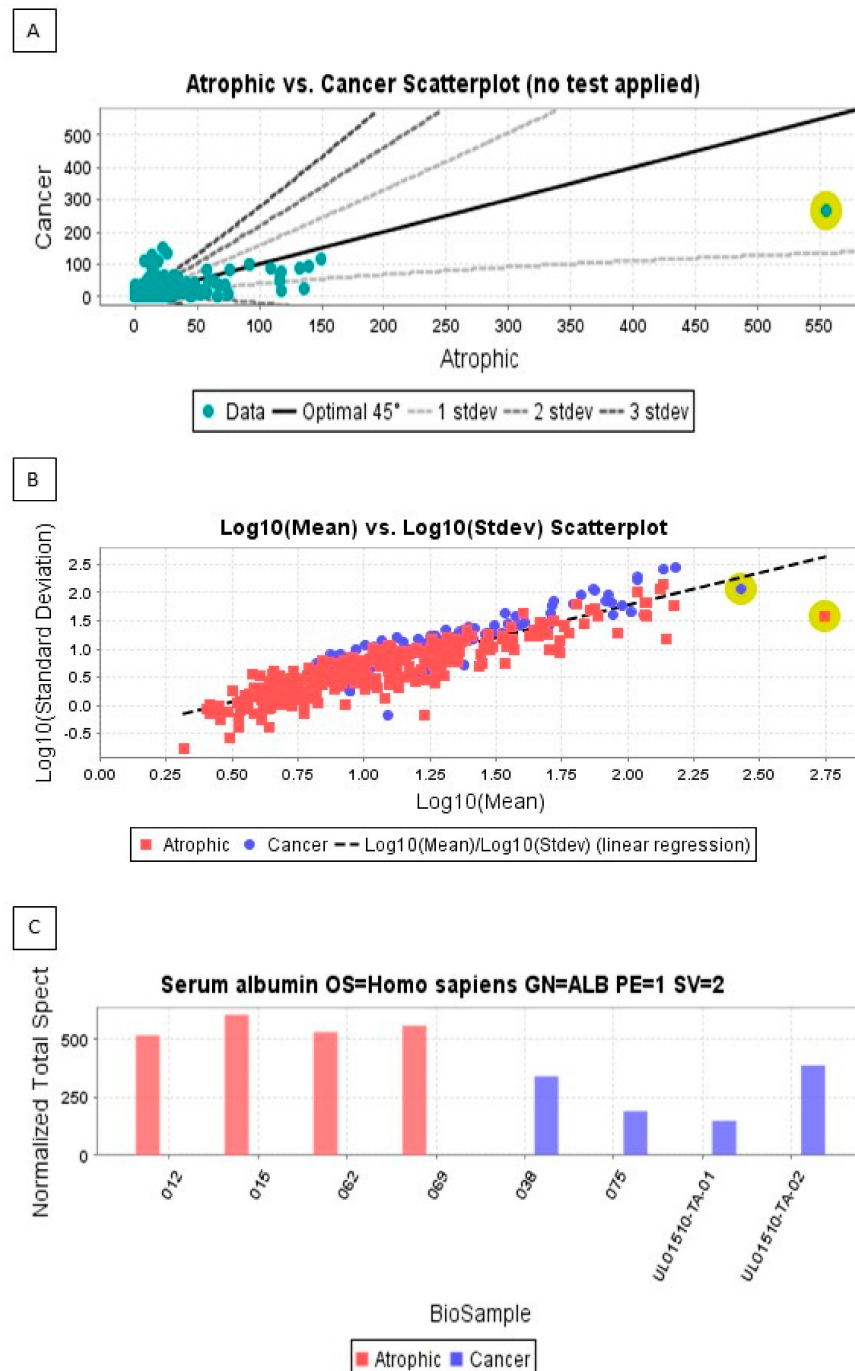 A
Atrophic vs. Cancer Scatterplot (no test applied)
Cancer
500
400
300
200
100
0
0 50 100 150 200 250 300 350 400 450 500 550
Atrophic
Data Optimal 45° 1 stdev 2 stdev 3 stdev
B
Log10(Mean) vs. Log10(Stdev) Scatterplot
Log10(Standard Deviation)
2.5
2.0
1.5
1.0
0.5
0.0
-0.5
0.00 0.25 0.50 0.75 1.00 1.25 1.50 1.75 2.00 2.25 2.50 2.75
Log10(Mean)
Atrophic Cancer Log10(Mean)/Log10(Stdev) (linear regression)
C
Serum albumin OS=Homo sapiens GN=ALB PE=1 SV=2
Normalized Total Spect
500
250
0
012 015 062 069 038 075 UL01510-TA-01 UL01510-TA-02
BioSample
Atrophic Cancer